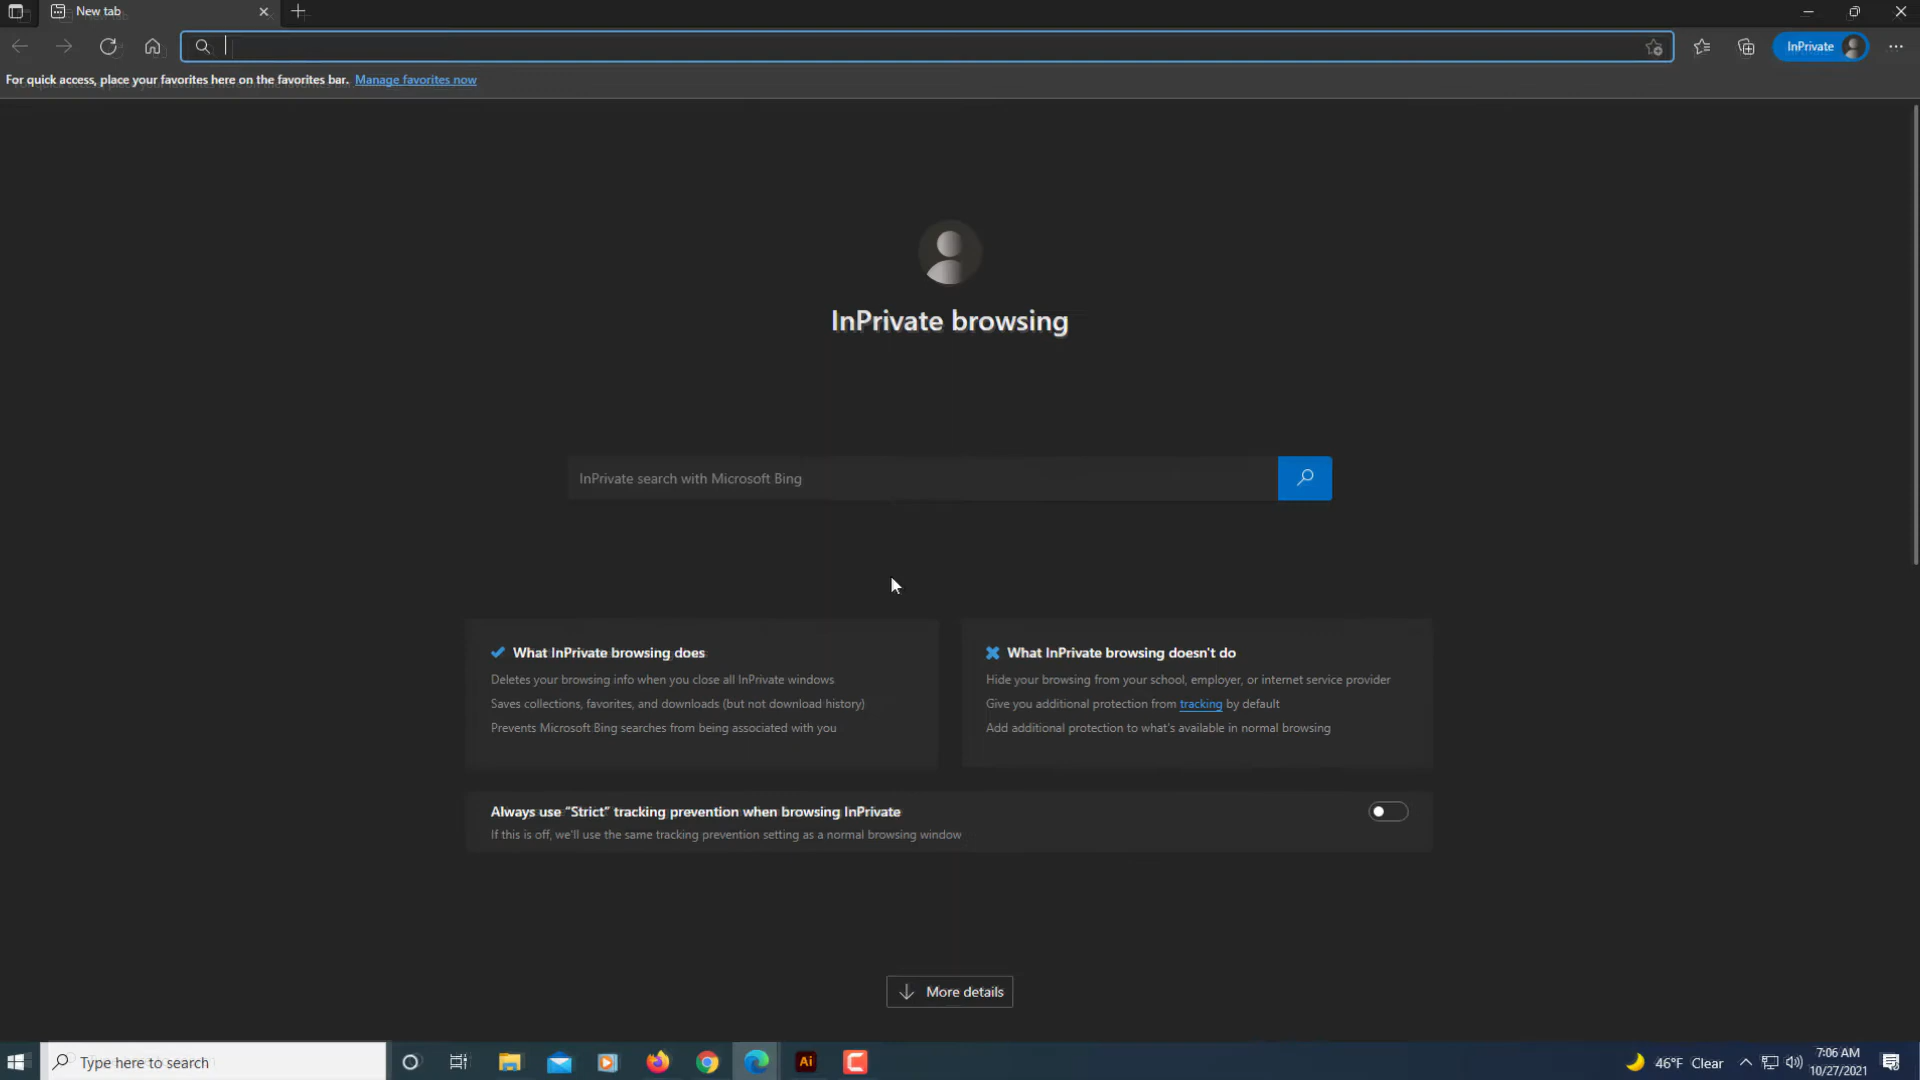 New tab
InPrivate
For quick access, place your favorites here on the favorites bar. Manage favorites now
InPrivate browsing
InPrivate search with Microsoft Bing
What InPrivate browsing does
Deletes your browsing info when you close all InPrivate windows
Saves collections, favorites, and downloads (but not download history)
Prevents Microsoft Bing searches from being associated with you
What InPrivate browsing doesn't do
Hide your browsing from your school, employer, or internet service provider
Give you additional protection from tracking by default
Add additional protection to what's available in normal browsing
Always use “Strict” tracking prevention when browsing InPrivate
If this is off, we'll use the same tracking prevention setting as a normal browsing window
More details
Type here to search
Ai
46°F Clear
7:06 AM
10/27/2021